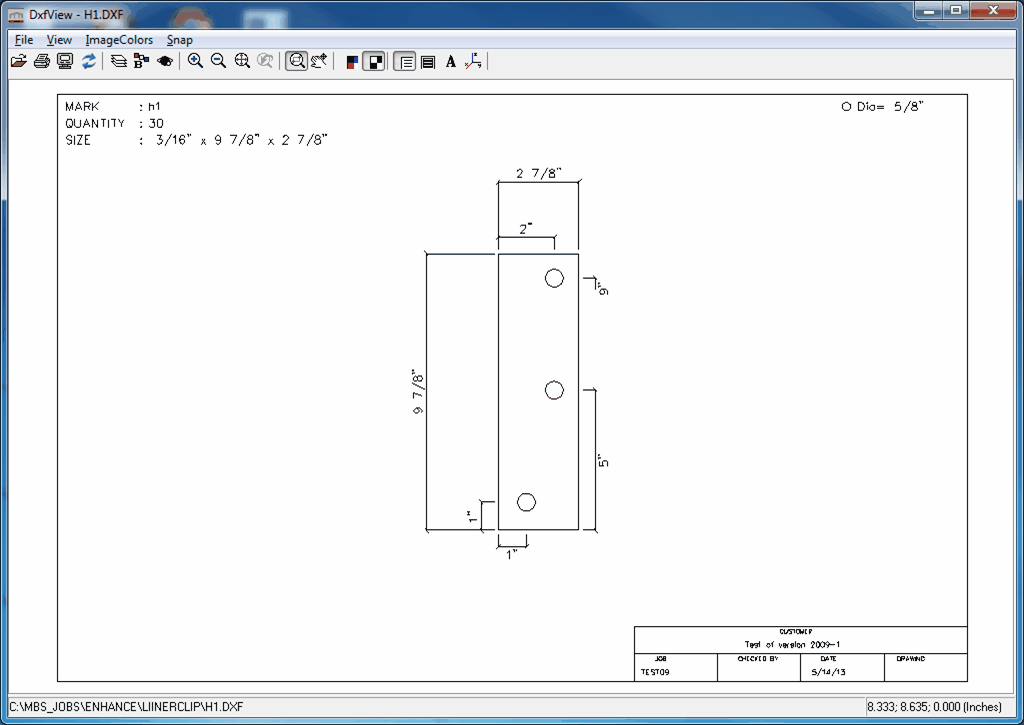 DxfView - H1.DXF
File View ImageColors Snap
MARK : h1
QUANTITY : 30
SIZE : 3/16" x 9 7/8" x 2 7/8"
O Dia= 5/8"
2 7/8"
2"
9"
9 7/8"
5"
1"
1"
CUSTOMER
Test of version 2009-1
JOB CHECKED BY DATE DRAWING
TEST09 5/14/13
C:\MBS_JOBS\ENHANCE\LIINERCLIP\H1.DXF
8.333; 8.635; 0.000 (Inches)